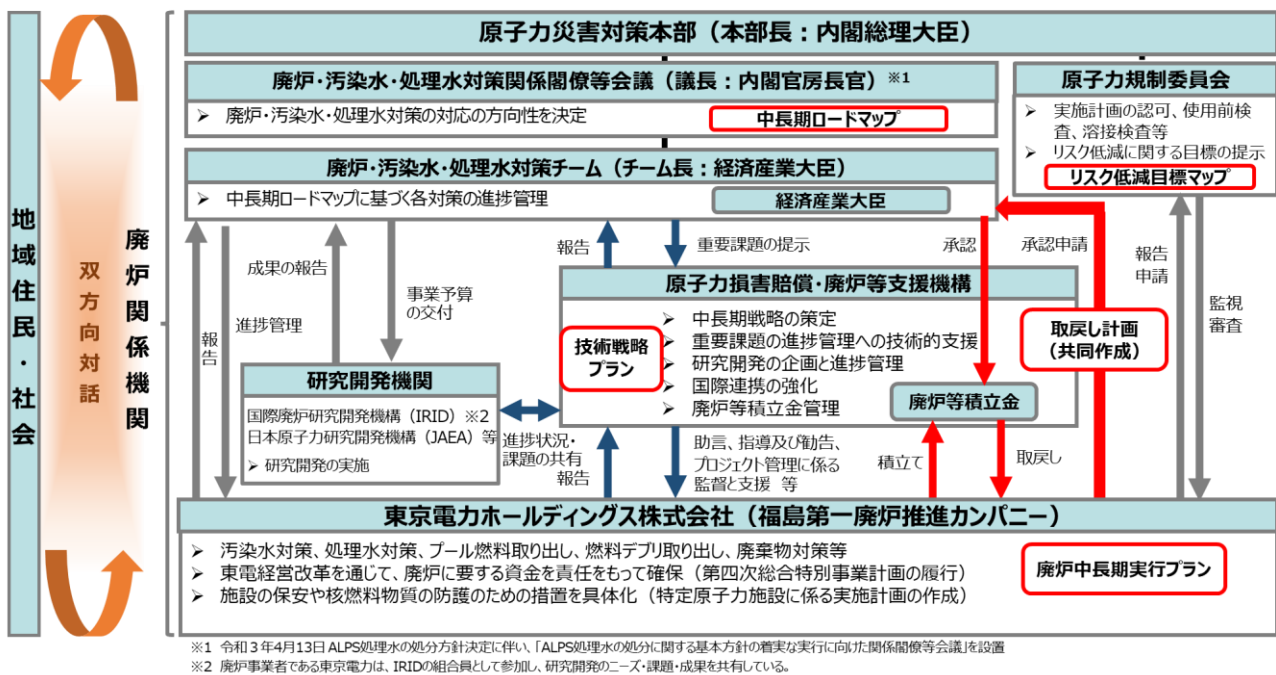 原子力災害対策本部（本部長：内閣総理大臣）
廃炉・汚染水・処理水対策関係閣僚等会議（議長：内閣官房長官）※1
➢ 廃炉・汚染水・処理水対策の対応の方向性を決定
中長期ロードマップ
原子力規制委員会
➢ 実施計画の認可、使用前検
査、溶接検査等
➢ リスク低減に関する目標の提示
リスク低減目標マップ
廃炉・汚染水・処理水対策チーム（チーム長：経済産業大臣）
➢ 中長期ロードマップに基づく各対策の進捗管理
経済産業大臣
地域住民・社会
双方向対話
廃炉関係機関
報告
進捗管理
成果の報告
事業予算
の交付
報告
重要課題の提示
承認
承認申請
報告
申請
監視
審査
原子力損害賠償・廃炉等支援機構
技術戦略
プラン
➢ 中長期戦略の策定
➢ 重要課題の進捗管理への技術的支援
➢ 研究開発の企画と進捗管理
➢ 国際連携の強化
➢ 廃炉等積立金管理
廃炉等積立金
取戻し計画
（共同作成）
研究開発機関
国際廃炉研究開発機構（IRID）※2
日本原子力研究開発機構（JAEA）等
➢ 研究開発の実施
進捗状況・
課題の共有
報告
助言、指導及び勧告、
プロジェクト管理に係る
監督と支援 等
積立て
取戻し
東京電力ホールディングス株式会社（福島第一廃炉推進カンパニー）
➢ 汚染水対策、処理水対策、プール燃料取り出し、燃料デブリ取り出し、廃棄物対策等
➢ 東電経営改革を通じて、廃炉に要する資金を責任をもって確保（第四次総合特別事業計画の履行）
➢ 施設の保安や核燃料物質の防護のための措置を具体化（特定原子力施設に係る実施計画の作成）
廃炉中長期実行プラン
※1 令和３年4月13日 ALPS処理水の処分方針決定に伴い、「ALPS処理水の処分に関する基本方針の着実な実行に向けた関係閣僚等会議」を設置
※2 廃炉事業者である東京電力は、IRIDの組合員として参加し、研究開発のニーズ・課題・成果を共有している。